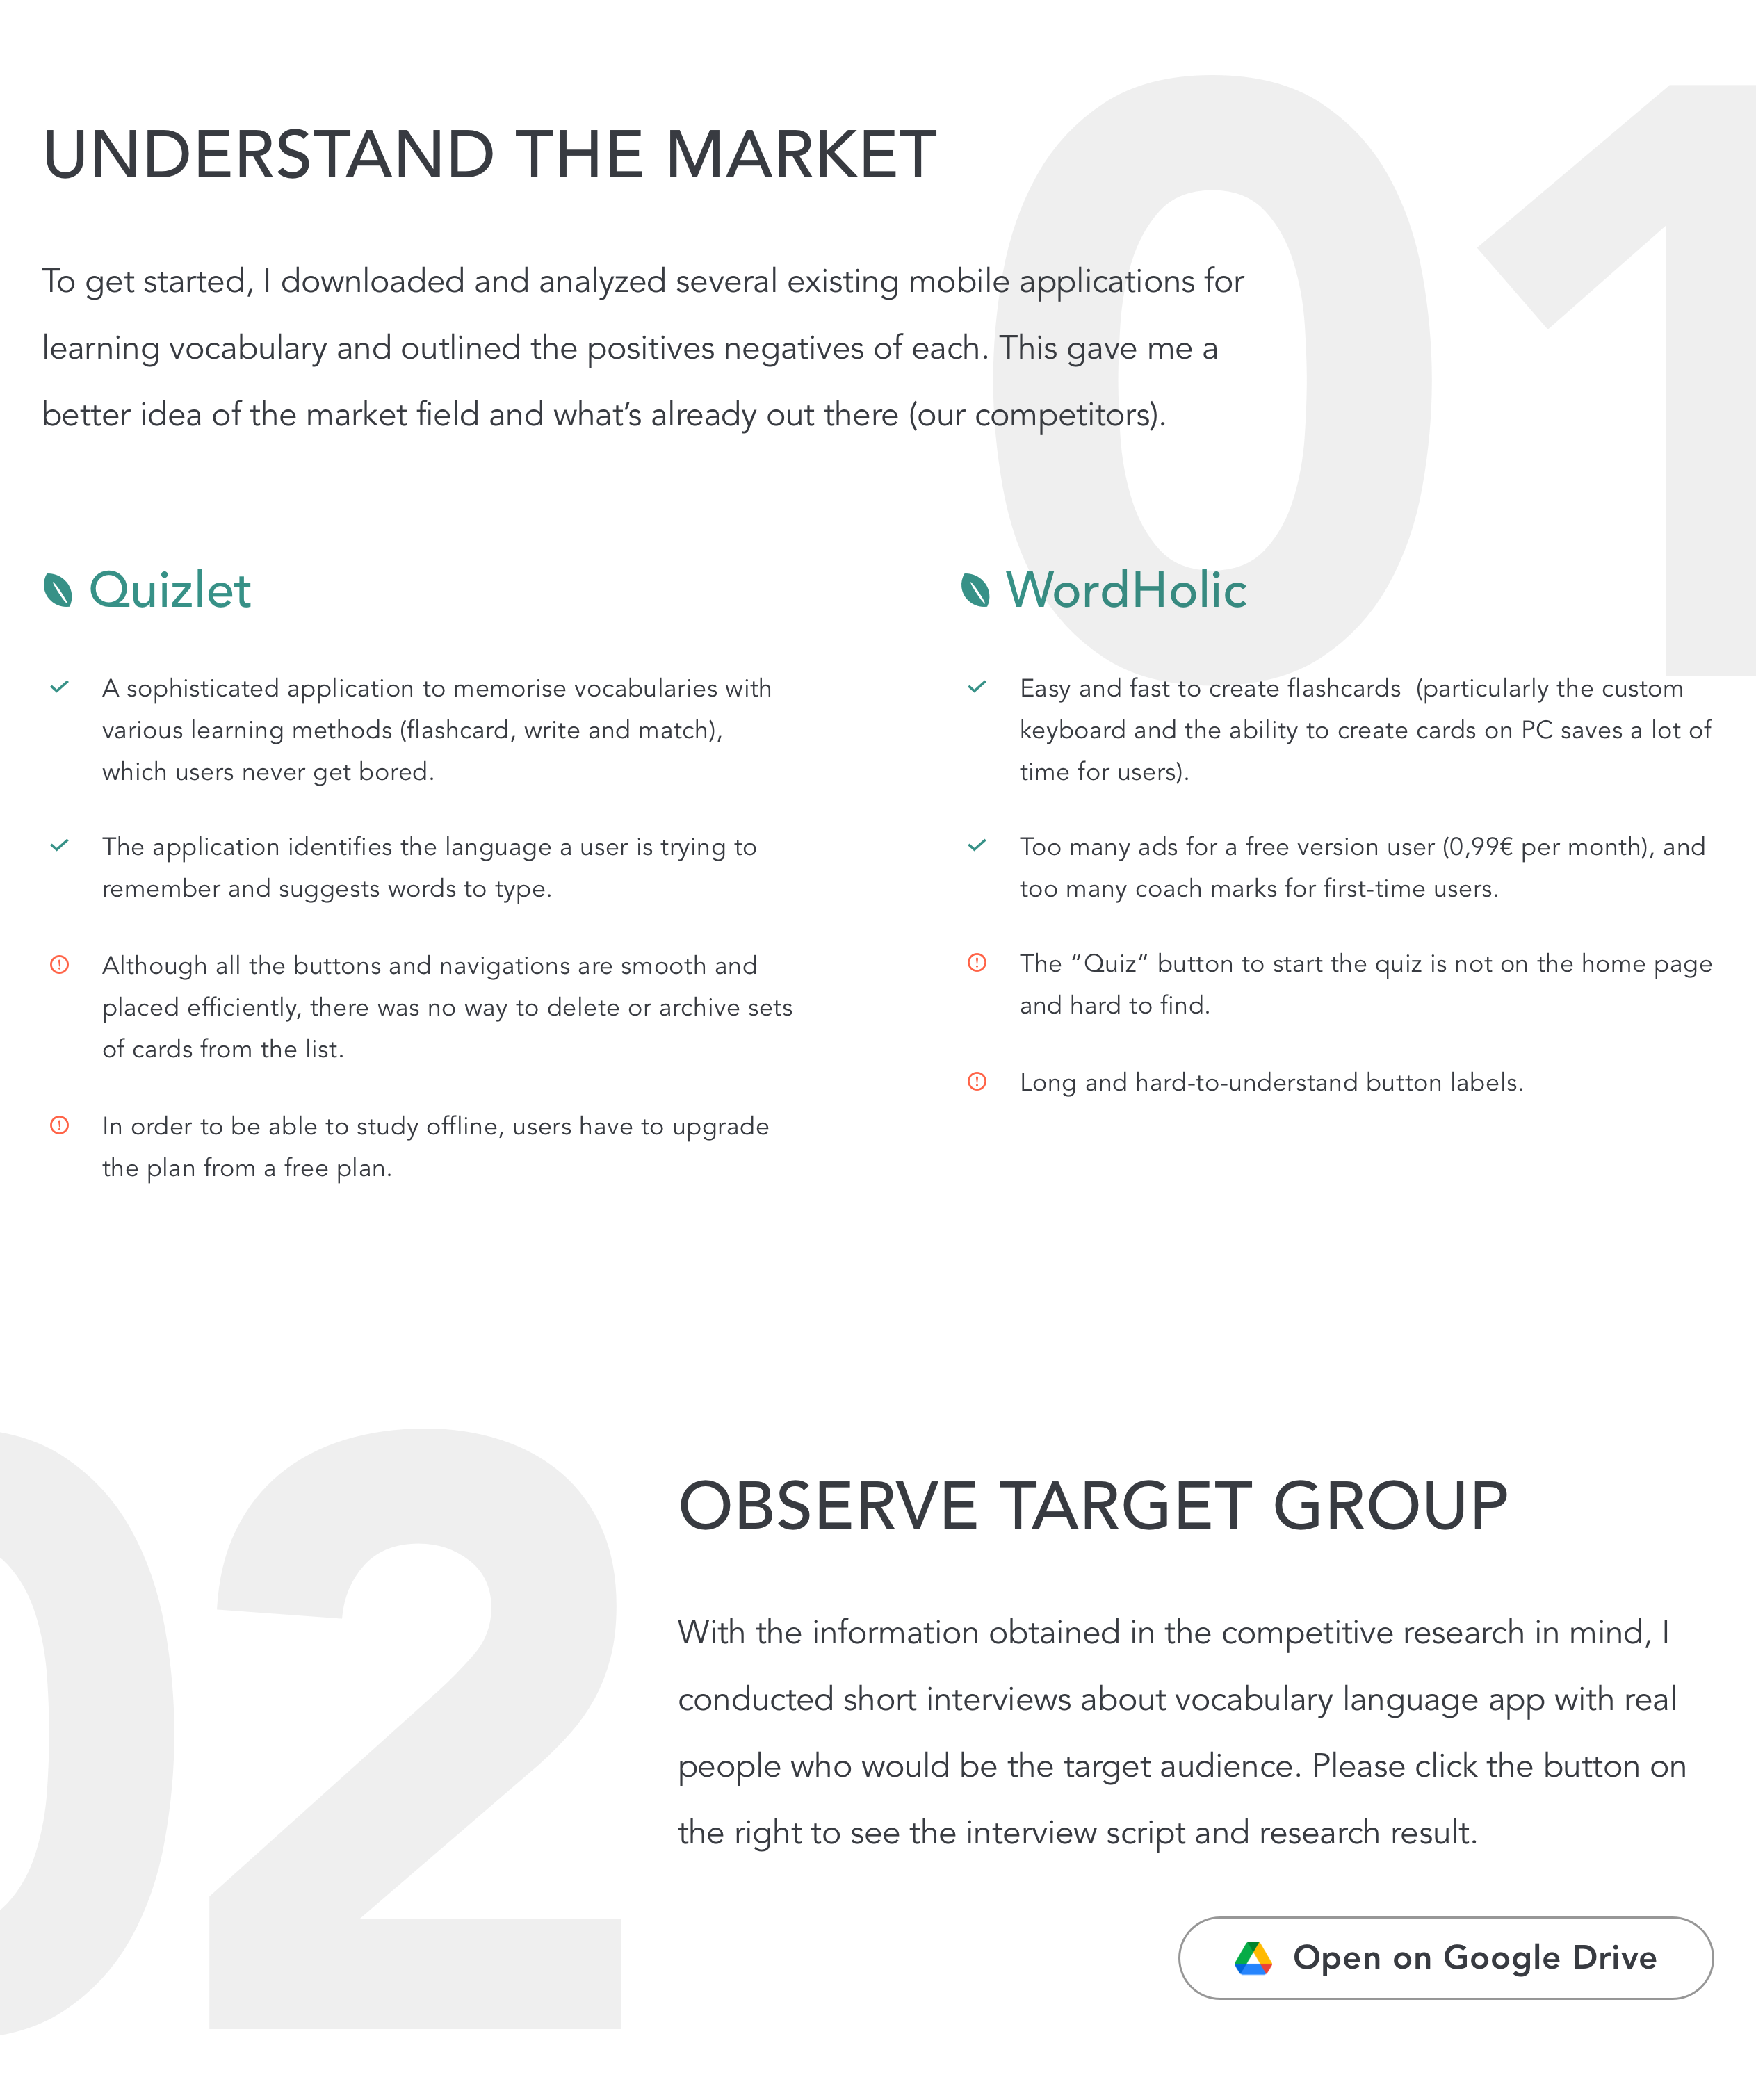 01
UNDERSTAND THE MARKET
To get started, I downloaded and analyzed several existing mobile applications for
learning vocabulary and outlined the positives negatives of each. This gave me a
better idea of the market field and what’s already out there (our competitors).
Quizlet
A sophisticated application to memorise vocabularies with
various learning methods (flashcard, write and match),
which users never get bored.
The application identifies the language a user is trying to
remember and suggests words to type.
Although all the buttons and navigations are smooth and
placed efficiently, there was no way to delete or archive sets
of cards from the list.
In order to be able to study offline, users have to upgrade
the plan from a free plan.
WordHolic
Easy and fast to create flashcards (particularly the custom
keyboard and the ability to create cards on PC saves a lot of
time for users).
Too many ads for a free version user (0,99€ per month), and
too many coach marks for first-time users.
The “Quiz” button to start the quiz is not on the home page
and hard to find.
Long and hard-to-understand button labels.
02
OBSERVE TARGET GROUP
With the information obtained in the competitive research in mind, I
conducted short interviews about vocabulary language app with real
people who would be the target audience. Please click the button on
the right to see the interview script and research result.
Open on Google Drive